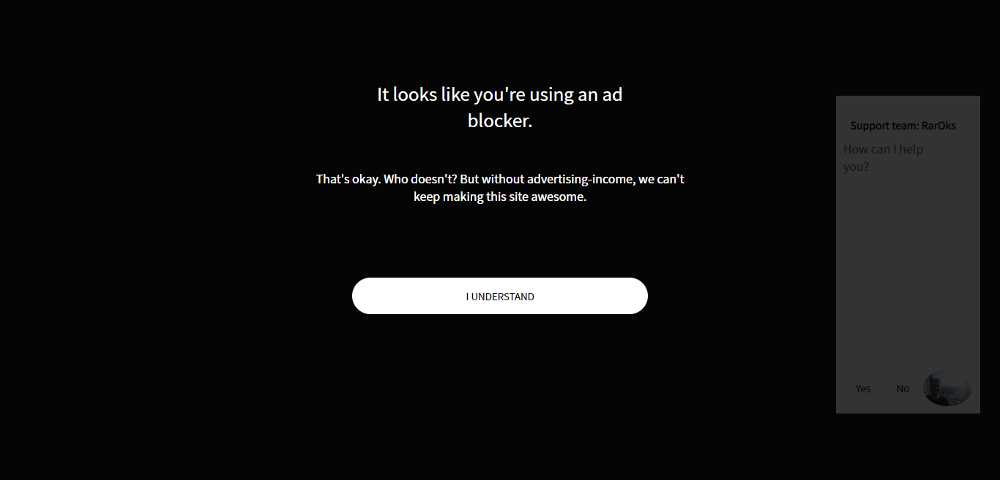 It looks like you're using an ad
blocker.
That's okay. Who doesn't? But without advertising-income, we can't
keep making this site awesome.
I UNDERSTAND
Support team: RarOks
How can I help
you?
Yes
No